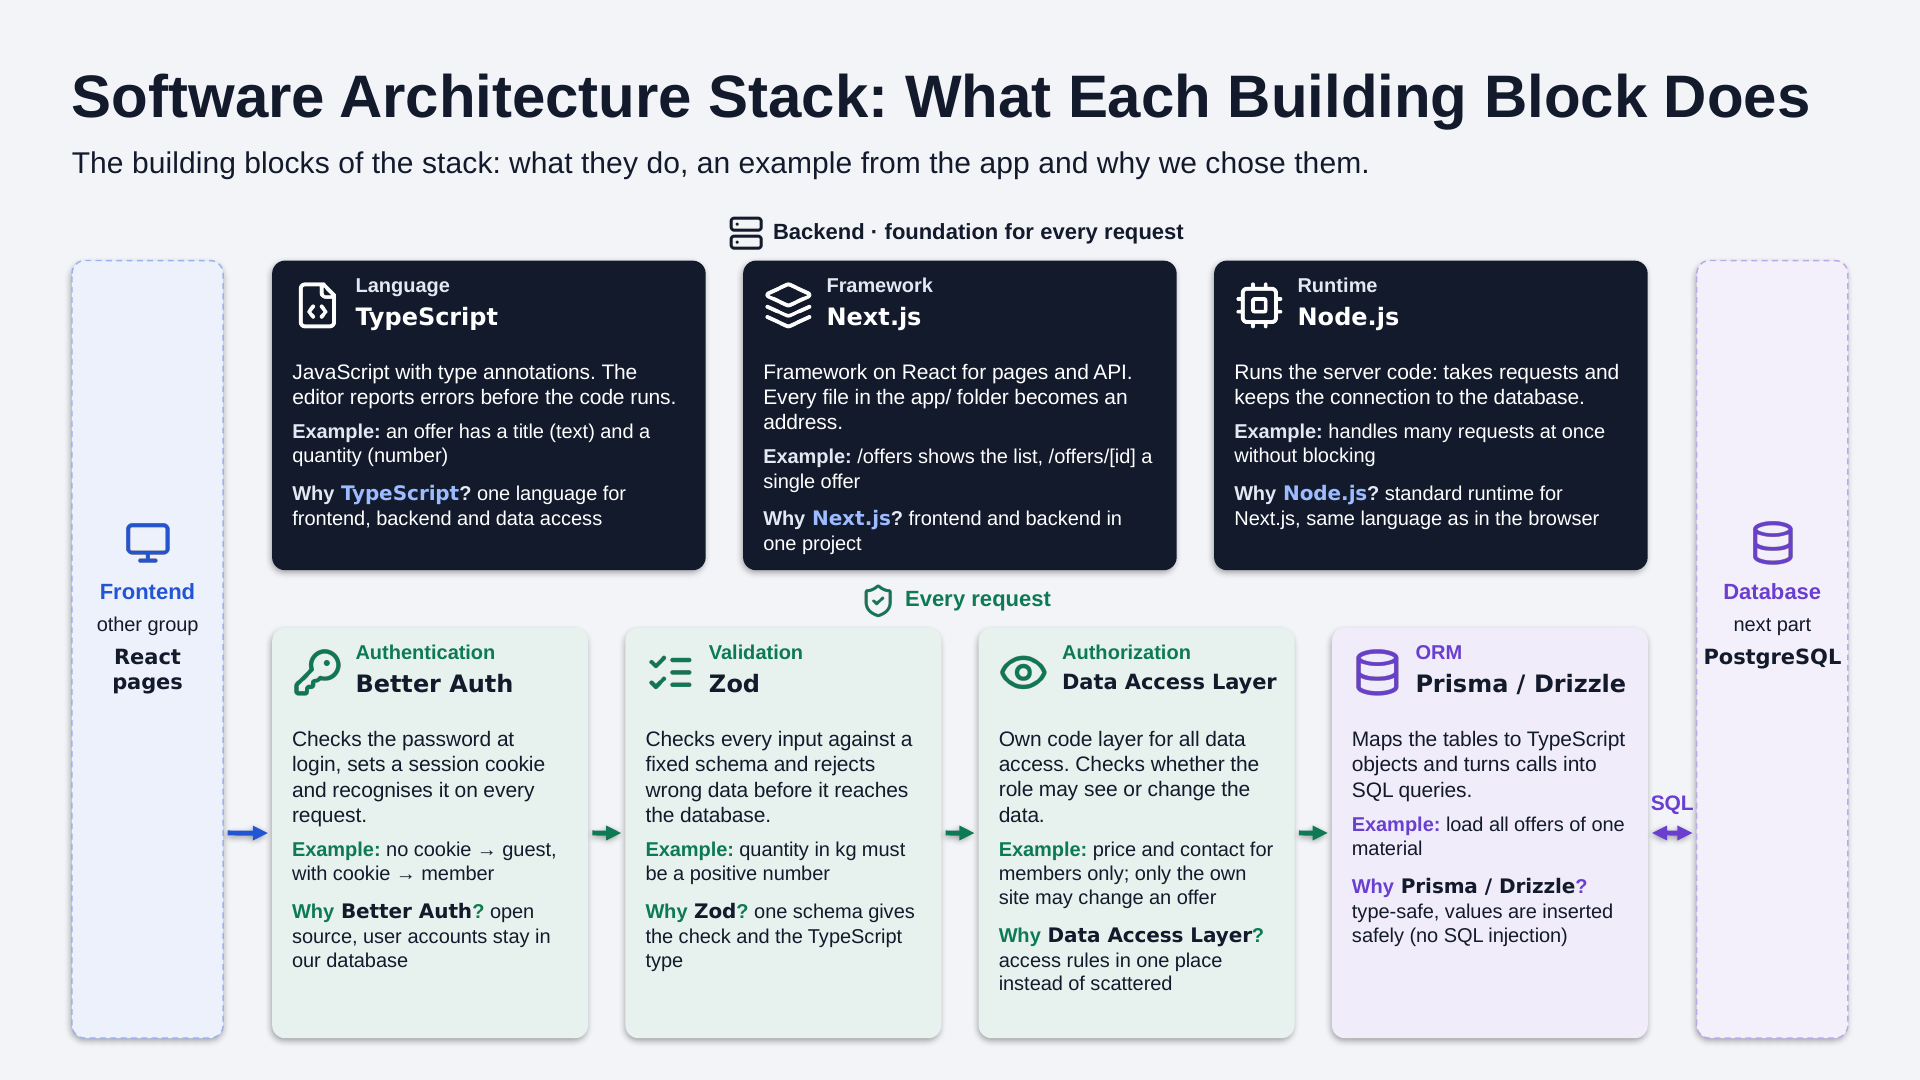 Software Architecture Stack: What Each Building Block Does
The building blocks of the stack: what they do, an example from the app and why we chose them.
Backend · foundation for every request
Frontend
other group
React
pages
Language
TypeScript
JavaScript with type annotations. The
editor reports errors before the code runs.
Example: an offer has a title (text) and a
quantity (number)
Why TypeScript? one language for
frontend, backend and data access
Framework
Next.js
Framework on React for pages and API.
Every file in the app/ folder becomes an
address.
Example: /offers shows the list, /offers/[id] a
single offer
Why Next.js? frontend and backend in
one project
Runtime
Node.js
Runs the server code: takes requests and
keeps the connection to the database.
Example: handles many requests at once
without blocking
Why Node.js? standard runtime for
Next.js, same language as in the browser
Every request
Authentication
Better Auth
Checks the password at
login, sets a session cookie
and recognises it on every
request.
Example: no cookie → guest,
with cookie → member
Why Better Auth? open
source, user accounts stay in
our database
Validation
Zod
Checks every input against a
fixed schema and rejects
wrong data before it reaches
the database.
Example: quantity in kg must
be a positive number
Why Zod? one schema gives
the check and the TypeScript
type
Authorization
Data Access Layer
Own code layer for all data
access. Checks whether the
role may see or change the
data.
Example: price and contact for
members only; only the own
site may change an offer
Why Data Access Layer?
access rules in one place
instead of scattered
ORM
Prisma / Drizzle
Maps the tables to TypeScript
objects and turns calls into
SQL queries.
Example: load all offers of one
material
Why Prisma / Drizzle?
type-safe, values are inserted
safely (no SQL injection)
SQL
Database
next part
PostgreSQL